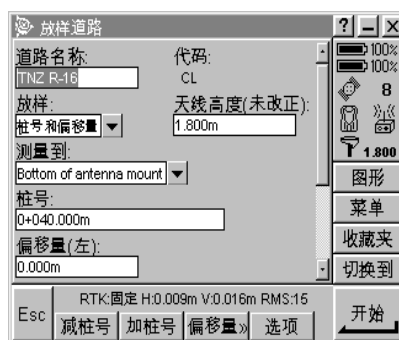 放样道路
? _ X
道路名称:
代码:
TNZ R-16
CL
放样:
天线高度(未改正):
桩号和偏移量
1.800m
测量到:
Bottom of antenna mount
桩号:
0+040.000m
偏移量(左):
0.000m
100%
100%
8
1.800
图形
菜单
收藏夹
切换到
Esc
RTK:固定 H:0.009m V:0.016m RMS:15
减桩号
加桩号
偏移量»
选项
开始